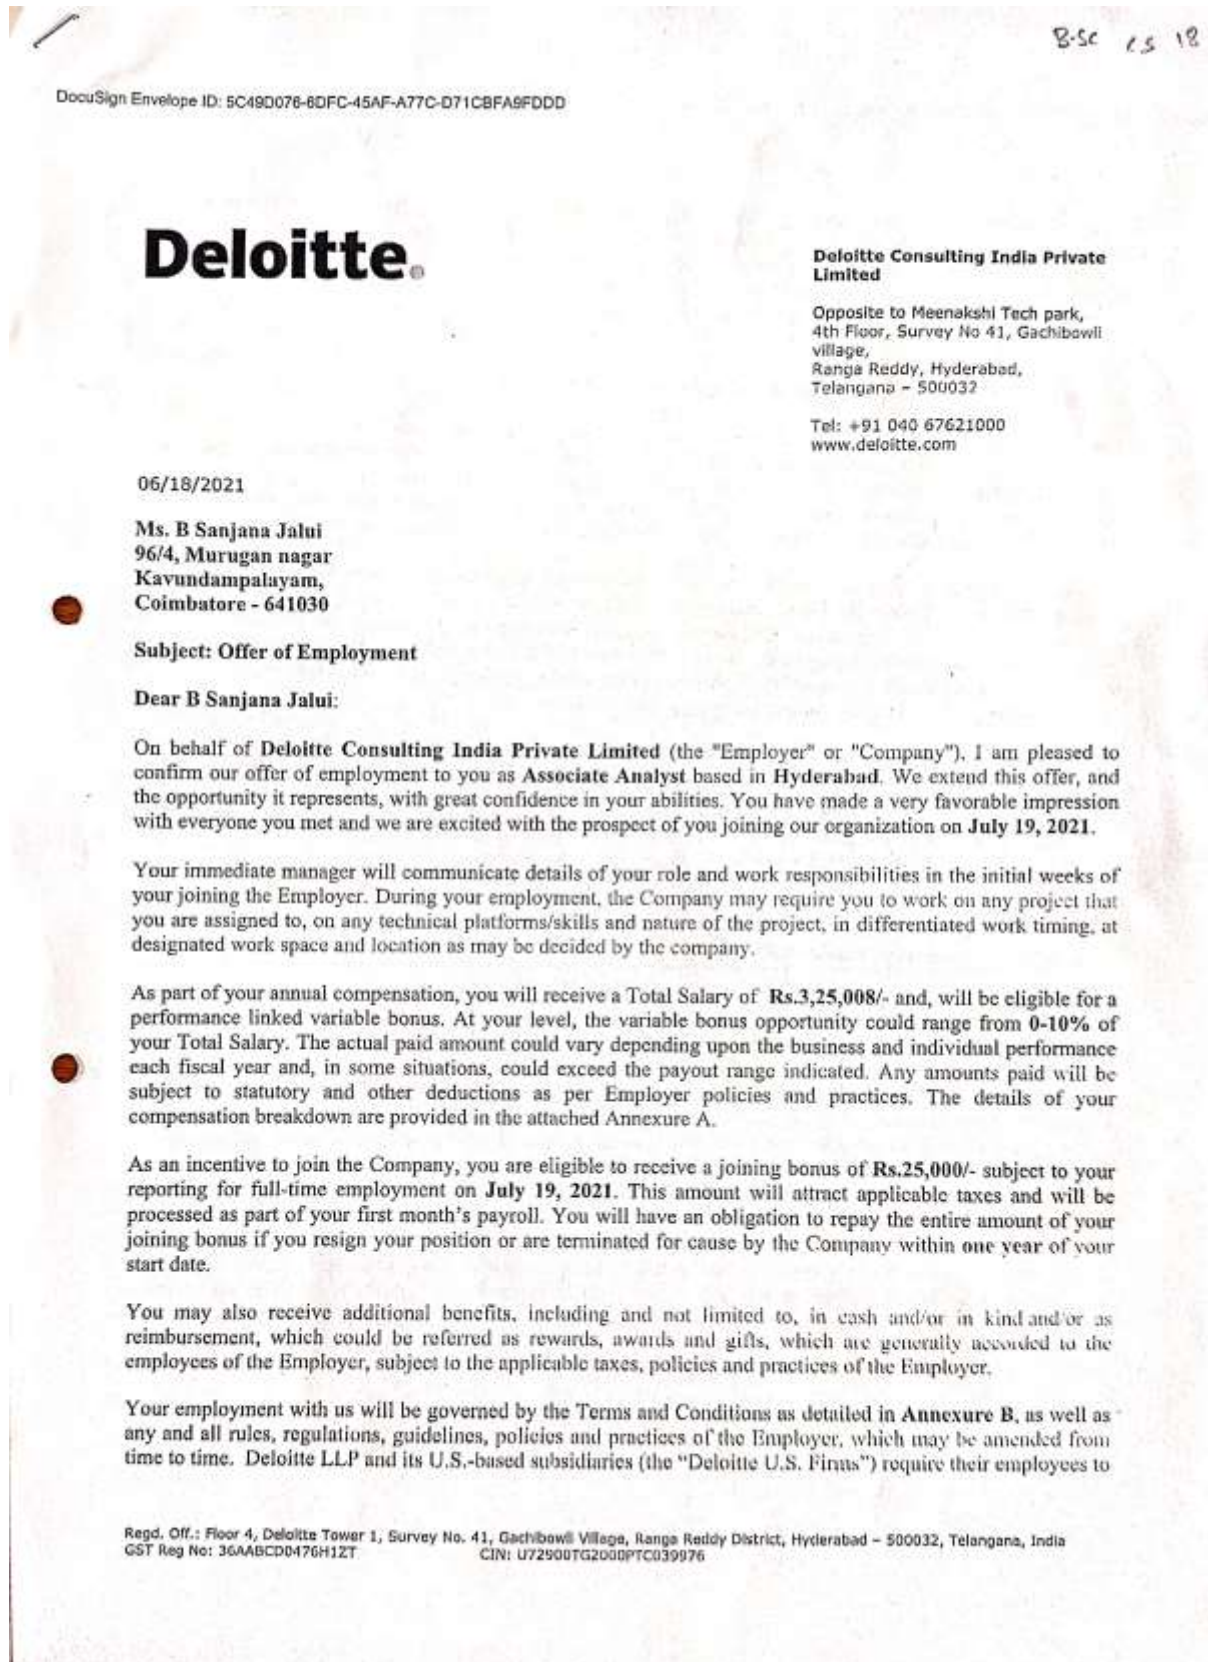 B.Sc CS 18
DocuSign Envelope ID: 5C49D076-6DFC-45AF-A77C-D71CBFA9FDDD
Deloitte.
Deloitte Consulting India Private
Limited
Opposite to Meenakshi Tech park,
4th Floor, Survey No 41, Gachibowli
village,
Ranga Reddy, Hyderabad,
Telangana – 500032
Tel: +91 040 67621000
www.deloitte.com
06/18/2021
Ms. B Sanjana Jalui
96/4, Murugan nagar
Kavundampalayam,
Coimbatore - 641030
Subject: Offer of Employment
Dear B Sanjana Jalui:
On behalf of Deloitte Consulting India Private Limited (the "Employer" or "Company"), I am pleased to
confirm our offer of employment to you as Associate Analyst based in Hyderabad. We extend this offer, and
the opportunity it represents, with great confidence in your abilities. You have made a very favorable impression
with everyone you met and we are excited with the prospect of you joining our organization on July 19, 2021.
Your immediate manager will communicate details of your role and work responsibilities in the initial weeks of
your joining the Employer. During your employment, the Company may require you to work on any project that
you are assigned to, on any technical platforms/skills and nature of the project, in differentiated work timing, at
designated work space and location as may be decided by the company.
As part of your annual compensation, you will receive a Total Salary of Rs.3,25,008/- and, will be eligible for a
performance linked variable bonus. At your level, the variable bonus opportunity could range from 0-10% of
your Total Salary. The actual paid amount could vary depending upon the business and individual performance
each fiscal year and, in some situations, could exceed the payout range indicated. Any amounts paid will be
subject to statutory and other deductions as per Employer policies and practices. The details of your
compensation breakdown are provided in the attached Annexure A.
As an incentive to join the Company, you are eligible to receive a joining bonus of Rs.25,000/- subject to your
reporting for full-time employment on July 19, 2021. This amount will attract applicable taxes and will be
processed as part of your first month's payroll. You will have an obligation to repay the entire amount of your
joining bonus if you resign your position or are terminated for cause by the Company within one year of your
start date.
You may also receive additional benefits, including and not limited to, in cash and/or in kind and/or as
reimbursement, which could be referred as rewards, awards and gifts, which are generally accorded to the
employees of the Employer, subject to the applicable taxes, policies and practices of the Employer.
Your employment with us will be governed by the Terms and Conditions as detailed in Annexure B, as well as
any and all rules, regulations, guidelines, policies and practices of the Employer, which may be amended from
time to time. Deloitte LLP and its U.S.-based subsidiaries (the “Deloitte U.S. Firms”) require their employees to
Regd. Off.: Floor 4, Deloitte Tower 1, Survey No. 41, Gachibowli Village, Ranga Reddy District, Hyderabad – 500032, Telangana, India
GST Reg No: 36AABCD0476H1ZT CIN: U72900TG2000PTC039976